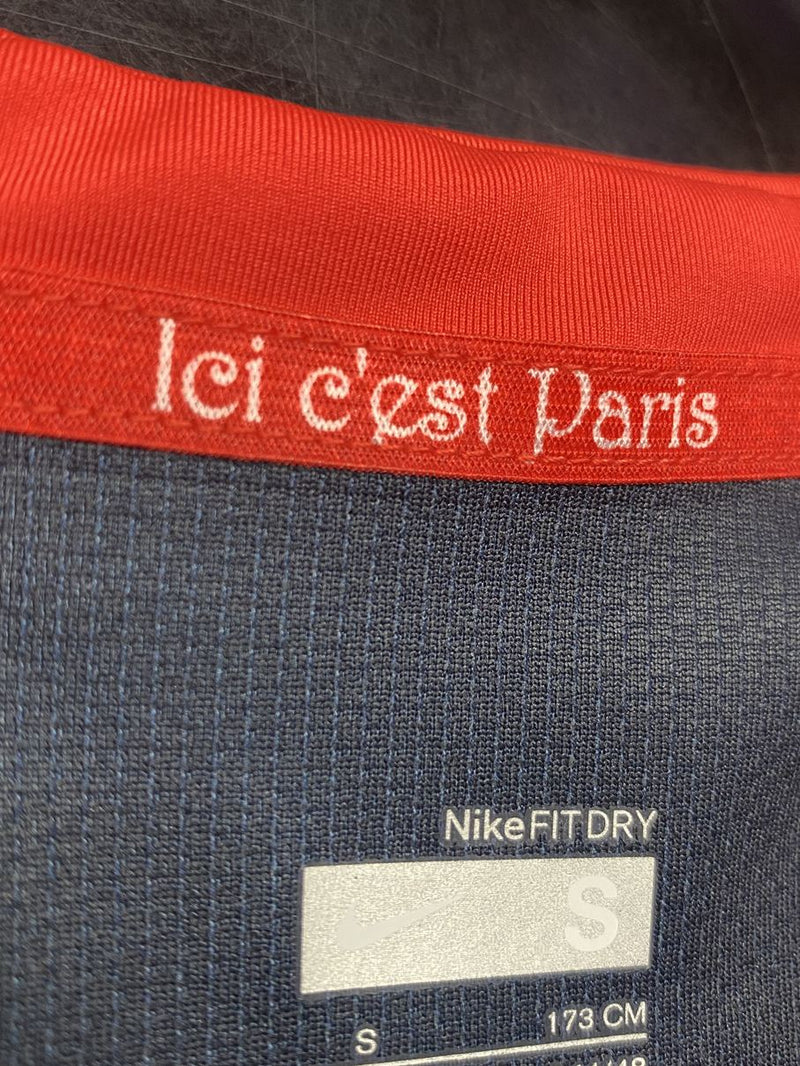 Ici c'est Paris
NikeFIT DRY
S
S 173 CM